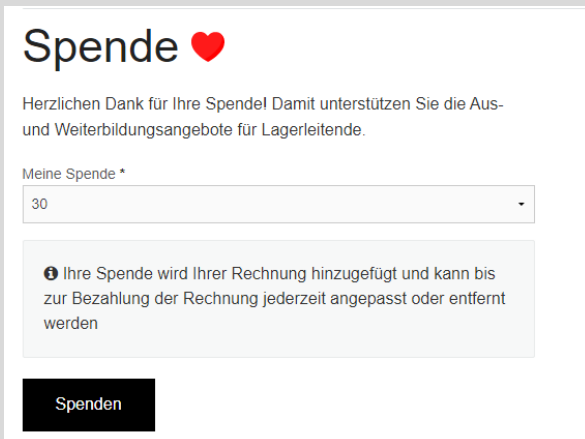 Spende ❤
Herzlichen Dank für Ihre Spende! Damit unterstützen Sie die Aus-
und Weiterbildungsangebote für Lagerleitende.
Meine Spende *
30
Ihre Spende wird Ihrer Rechnung hinzugefügt und kann bis
zur Bezahlung der Rechnung jederzeit angepasst oder entfernt
werden
Spenden